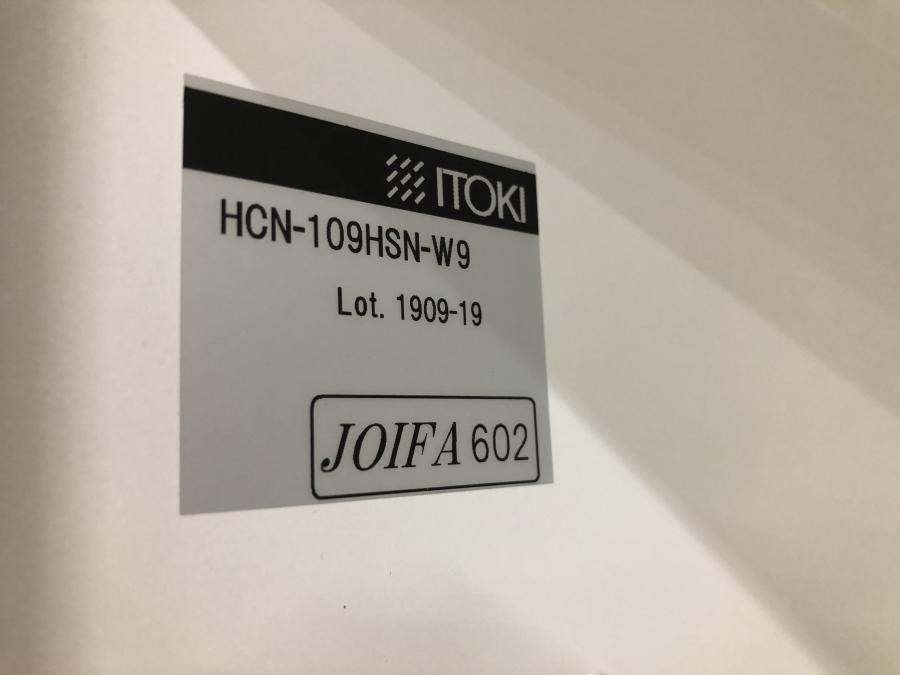 ITOKI
HCN-109HSN-W9
Lot. 1909-19
JOIFA 602